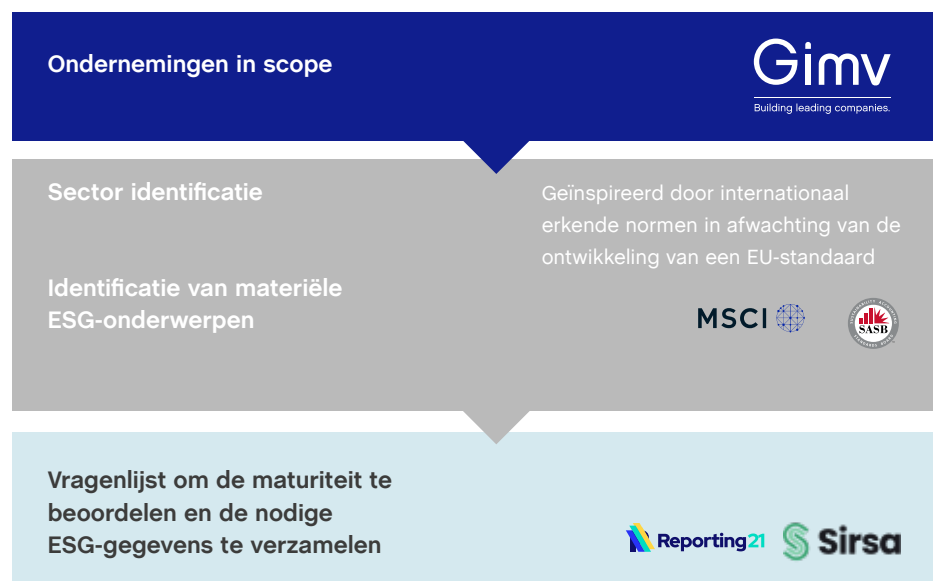 Ondernemingen in scope
Gimv
Building leading companies.
Sector identificatie
Geïnspireerd door internationaal
erkende normen in afwachting van de
ontwikkeling van een EU-standaard
Identificatie van materiële
ESG-onderwerpen
MSCI
SASB
Vragenlijst om de maturiteit te
beoordelen en de nodige
ESG-gegevens te verzamelen
Reporting21
Sirsa